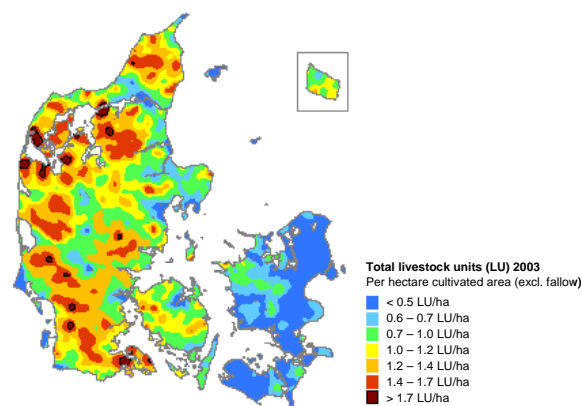 Total livestock units (LU) 2003
Per hectare cultivated area (excl. fallow)
< 0.5 LU/ha
0.6 – 0.7 LU/ha
0.7 – 1.0 LU/ha
1.0 – 1.2 LU/ha
1.2 – 1.4 LU/ha
1.4 – 1.7 LU/ha
> 1.7 LU/ha